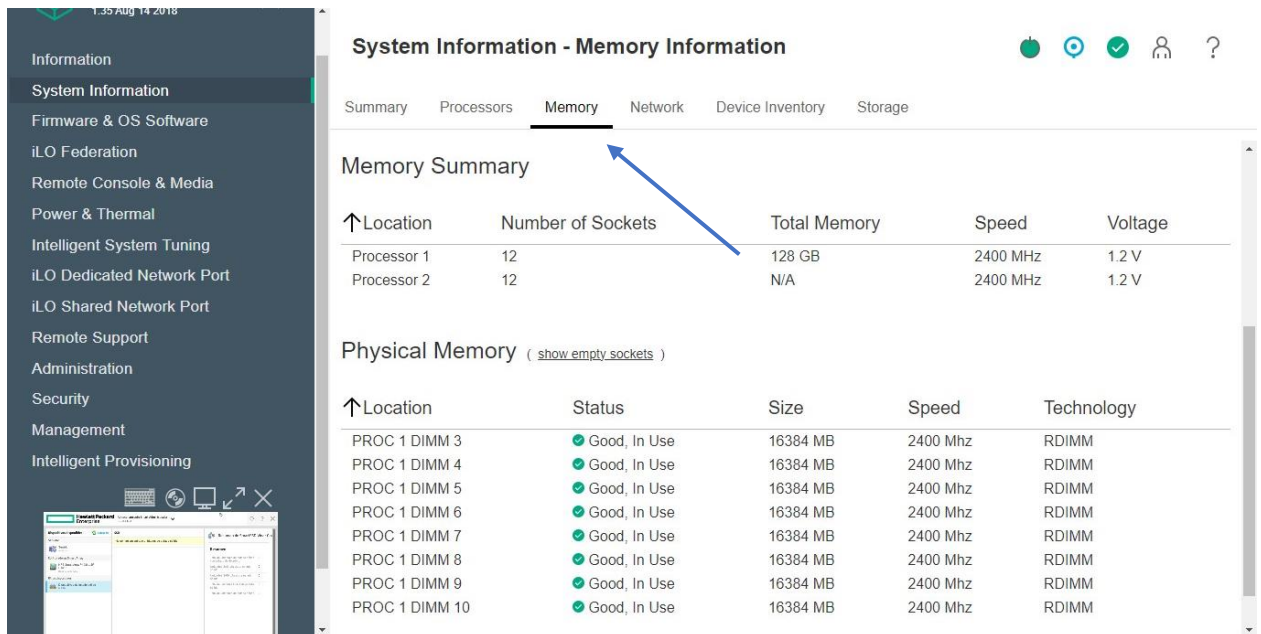 1.35 Aug 14 2018
Information
System Information
Firmware & OS Software
iLO Federation
Remote Console & Media
Power & Thermal
Intelligent System Tuning
iLO Dedicated Network Port
iLO Shared Network Port
Remote Support
Administration
Security
Management
Intelligent Provisioning
Hewlett Packard
Enterprise
System Information - Memory Information
?
Summary Processors Memory Network Device Inventory Storage
Memory Summary
Location Number of Sockets Total Memory Speed Voltage
Processor 1 12 128 GB 2400 MHz 1.2 V
Processor 2 12 N/A 2400 MHz 1.2 V
Physical Memory ( show empty sockets )
Location Status Size Speed Technology
PROC 1 DIMM 3 Good, In Use 16384 MB 2400 Mhz RDIMM
PROC 1 DIMM 4 Good, In Use 16384 MB 2400 Mhz RDIMM
PROC 1 DIMM 5 Good, In Use 16384 MB 2400 Mhz RDIMM
PROC 1 DIMM 6 Good, In Use 16384 MB 2400 Mhz RDIMM
PROC 1 DIMM 7 Good, In Use 16384 MB 2400 Mhz RDIMM
PROC 1 DIMM 8 Good, In Use 16384 MB 2400 Mhz RDIMM
PROC 1 DIMM 9 Good, In Use 16384 MB 2400 Mhz RDIMM
PROC 1 DIMM 10 Good, In Use 16384 MB 2400 Mhz RDIMM